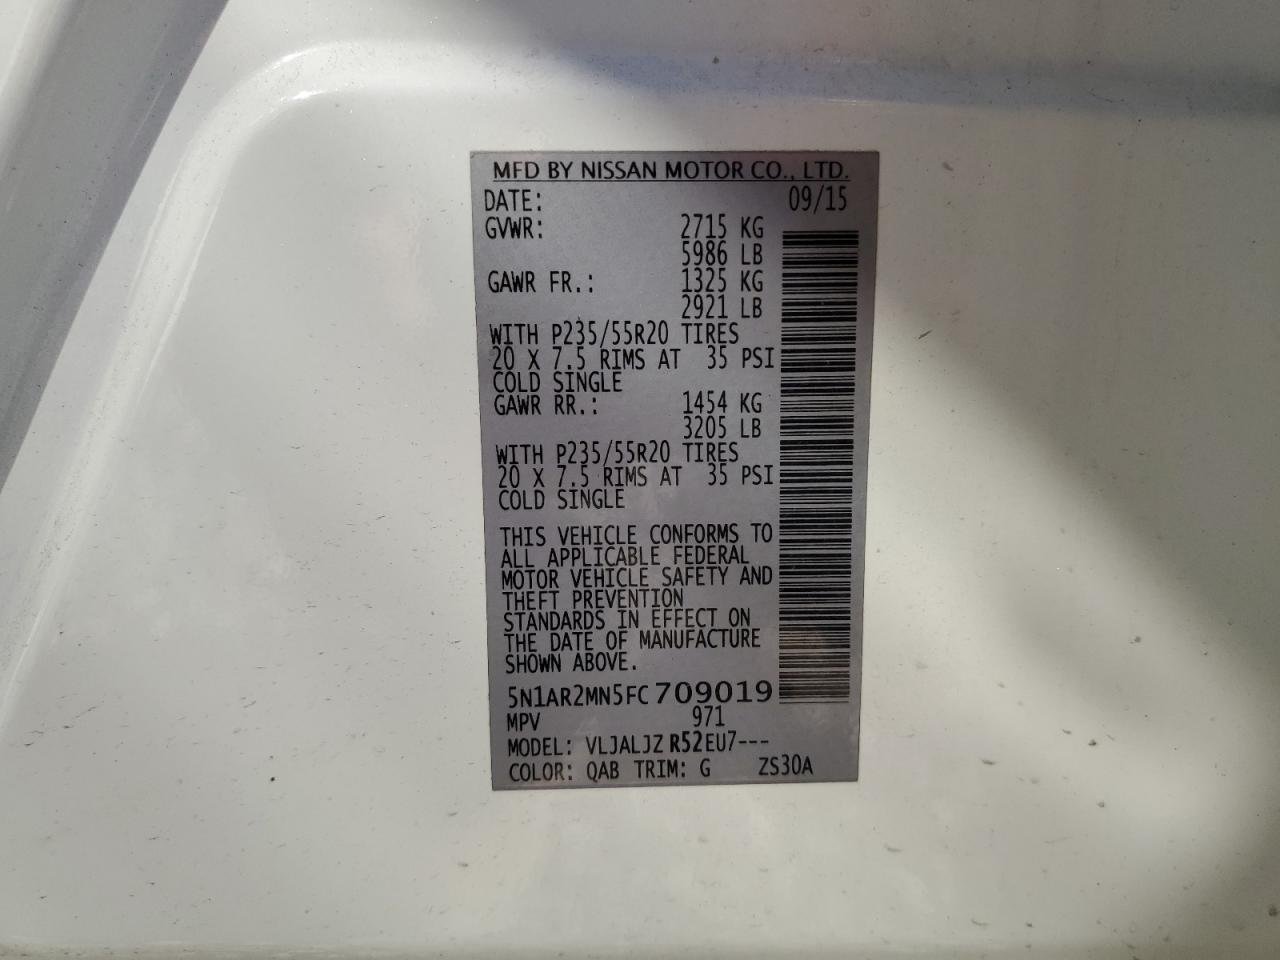 MFD BY NISSAN MOTOR CO., LTD.
DATE: 09/15
GVWR: 2715 KG
5986 LB
GAWR FR.: 1325 KG
2921 LB
WITH P235/55R20 TIRES
20 X 7.5 RIMS AT 35 PSI
COLD SINGLE
GAWR RR.: 1454 KG
3205 LB
WITH P235/55R20 TIRES
20 X 7.5 RIMS AT 35 PSI
COLD SINGLE
THIS VEHICLE CONFORMS TO
ALL APPLICABLE FEDERAL
MOTOR VEHICLE SAFETY AND
THEFT PREVENTION
STANDARDS IN EFFECT ON
THE DATE OF MANUFACTURE
SHOWN ABOVE.
5N1AR2MN5FC709019
MPV 971
MODEL: VLJALJZ R52EU7---
COLOR: QAB TRIM: G ZS30A